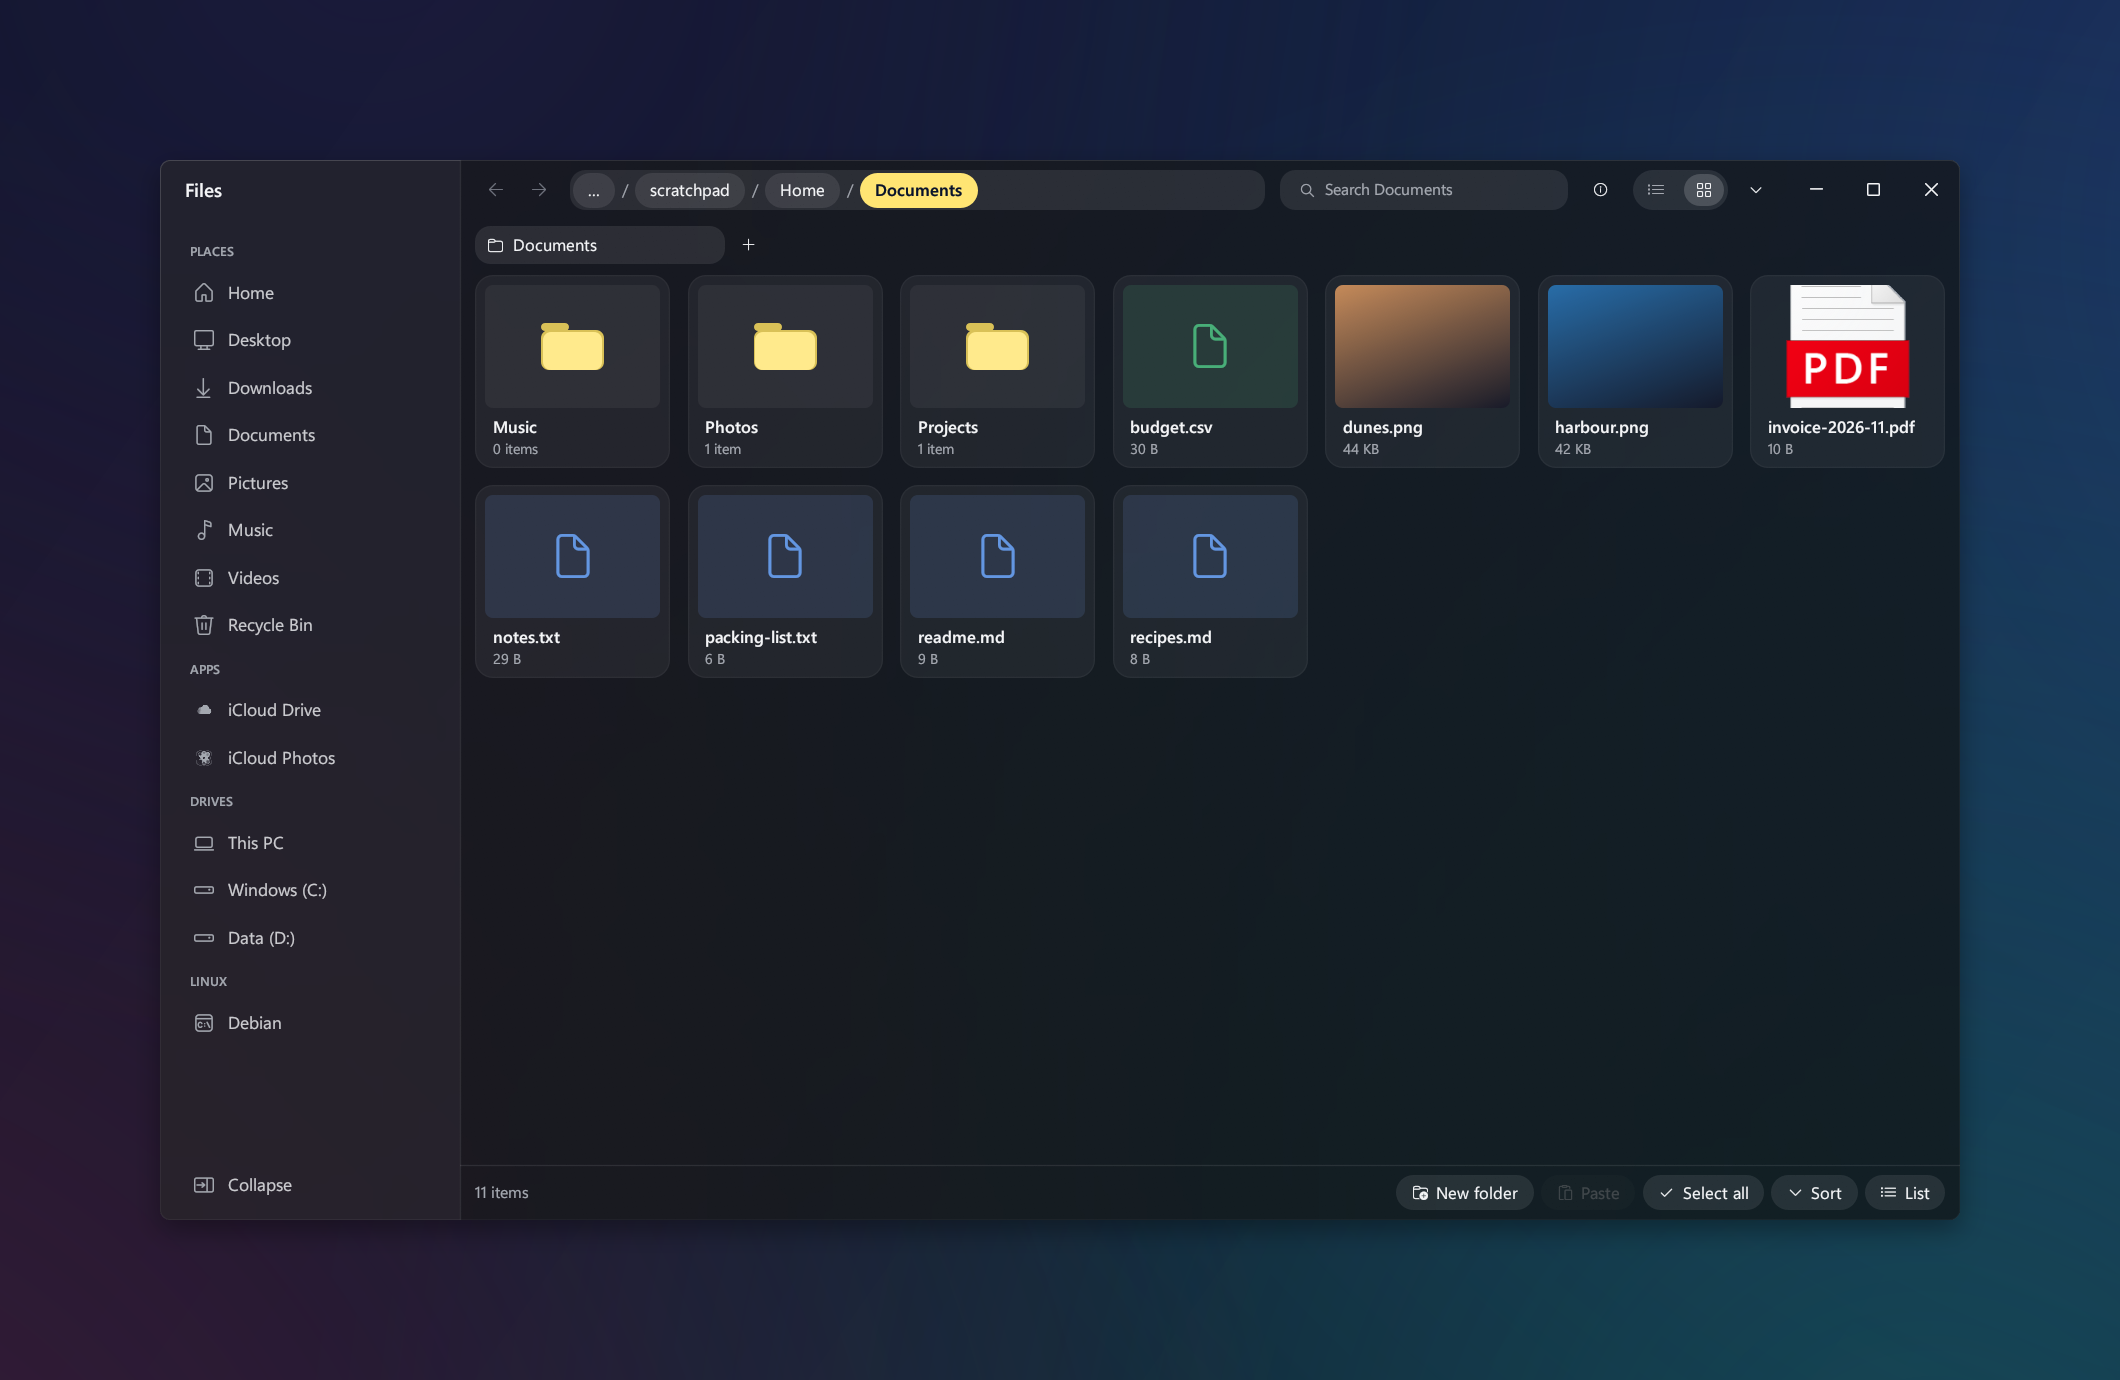 Files
... / scratchpad / Home / Documents
Search Documents
Documents
PLACES
Home
Desktop
Downloads
Documents
Pictures
Music
Videos
Recycle Bin
APPS
iCloud Drive
iCloud Photos
DRIVES
This PC
Windows (C:)
Data (D:)
LINUX
C:\
Debian
Collapse
Music
0 items
Photos
1 item
Projects
1 item
budget.csv
30 B
dunes.png
44 KB
harbour.png
42 KB
PDF
invoice-2026-11.pdf
10 B
notes.txt
29 B
packing-list.txt
6 B
readme.md
9 B
recipes.md
8 B
11 items
New folder
Paste
Select all
Sort
List